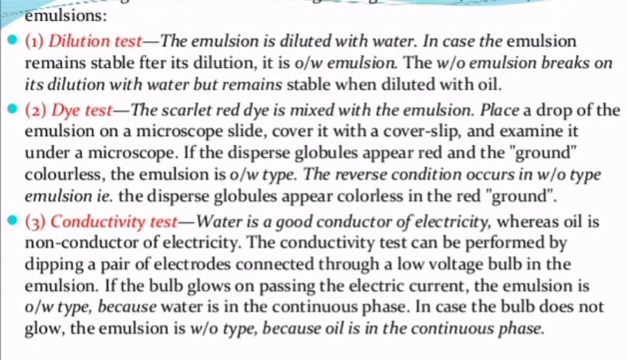 emulsions:
(1) Dilution test—The emulsion is diluted with water. In case the emulsion
remains stable fter its dilution, it is o/w emulsion. The w/o emulsion breaks on
its dilution with water but remains stable when diluted with oil.
(2) Dye test—The scarlet red dye is mixed with the emulsion. Place a drop of the
emulsion on a microscope slide, cover it with a cover-slip, and examine it
under a microscope. If the disperse globules appear red and the "ground"
colourless, the emulsion is o/w type. The reverse condition occurs in w/o type
emulsion ie. the disperse globules appear colorless in the red "ground".
(3) Conductivity test—Water is a good conductor of electricity, whereas oil is
non-conductor of electricity. The conductivity test can be performed by
dipping a pair of electrodes connected through a low voltage bulb in the
emulsion. If the bulb glows on passing the electric current, the emulsion is
o/w type, because water is in the continuous phase. In case the bulb does not
glow, the emulsion is w/o type, because oil is in the continuous phase.